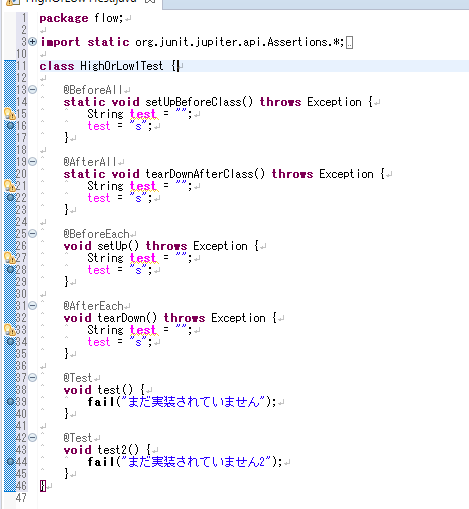 1 package flow;
2
3 import static org.junit.jupiter.api.Assertions.*;
10
11 class HighOrLow1Test {
12
13 @BeforeAll
14 static void setUpBeforeClass() throws Exception {
15 String test = "";
16 test = "s";
17 }
18
19 @AfterAll
20 static void tearDownAfterClass() throws Exception {
21 String test = "";
22 test = "s";
23 }
24
25 @BeforeEach
26 void setUp() throws Exception {
27 String test = "";
28 test = "s";
29 }
30
31 @AfterEach
32 void tearDown() throws Exception {
33 String test = "";
34 test = "s";
35 }
36
37 @Test
38 void test() {
39 fail("まだ実装されていません");
40 }
41
42 @Test
43 void test2() {
44 fail("まだ実装されていません2");
45 }
46 }
47